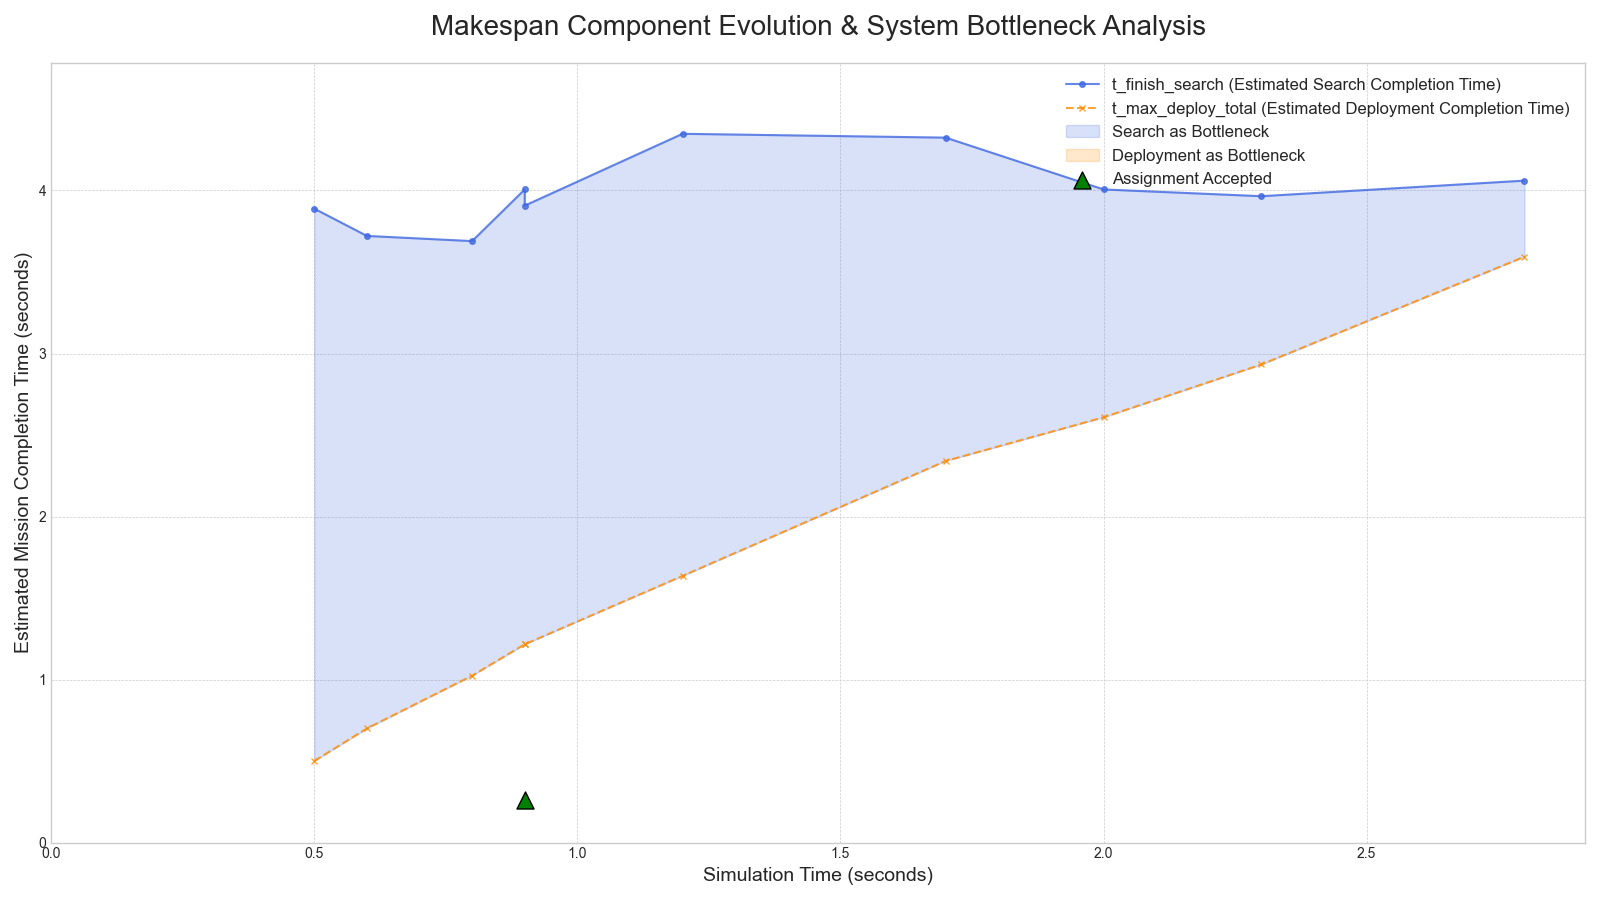 Makespan Component Evolution & System Bottleneck Analysis
t_finish_search (Estimated Search Completion Time)
t_max_deploy_total (Estimated Deployment Completion Time)
Search as Bottleneck
Deployment as Bottleneck
Assignment Accepted
Estimated Mission Completion Time (seconds)
4
3
2
1
0
0.0
0.5
1.0
1.5
2.0
2.5
Simulation Time (seconds)